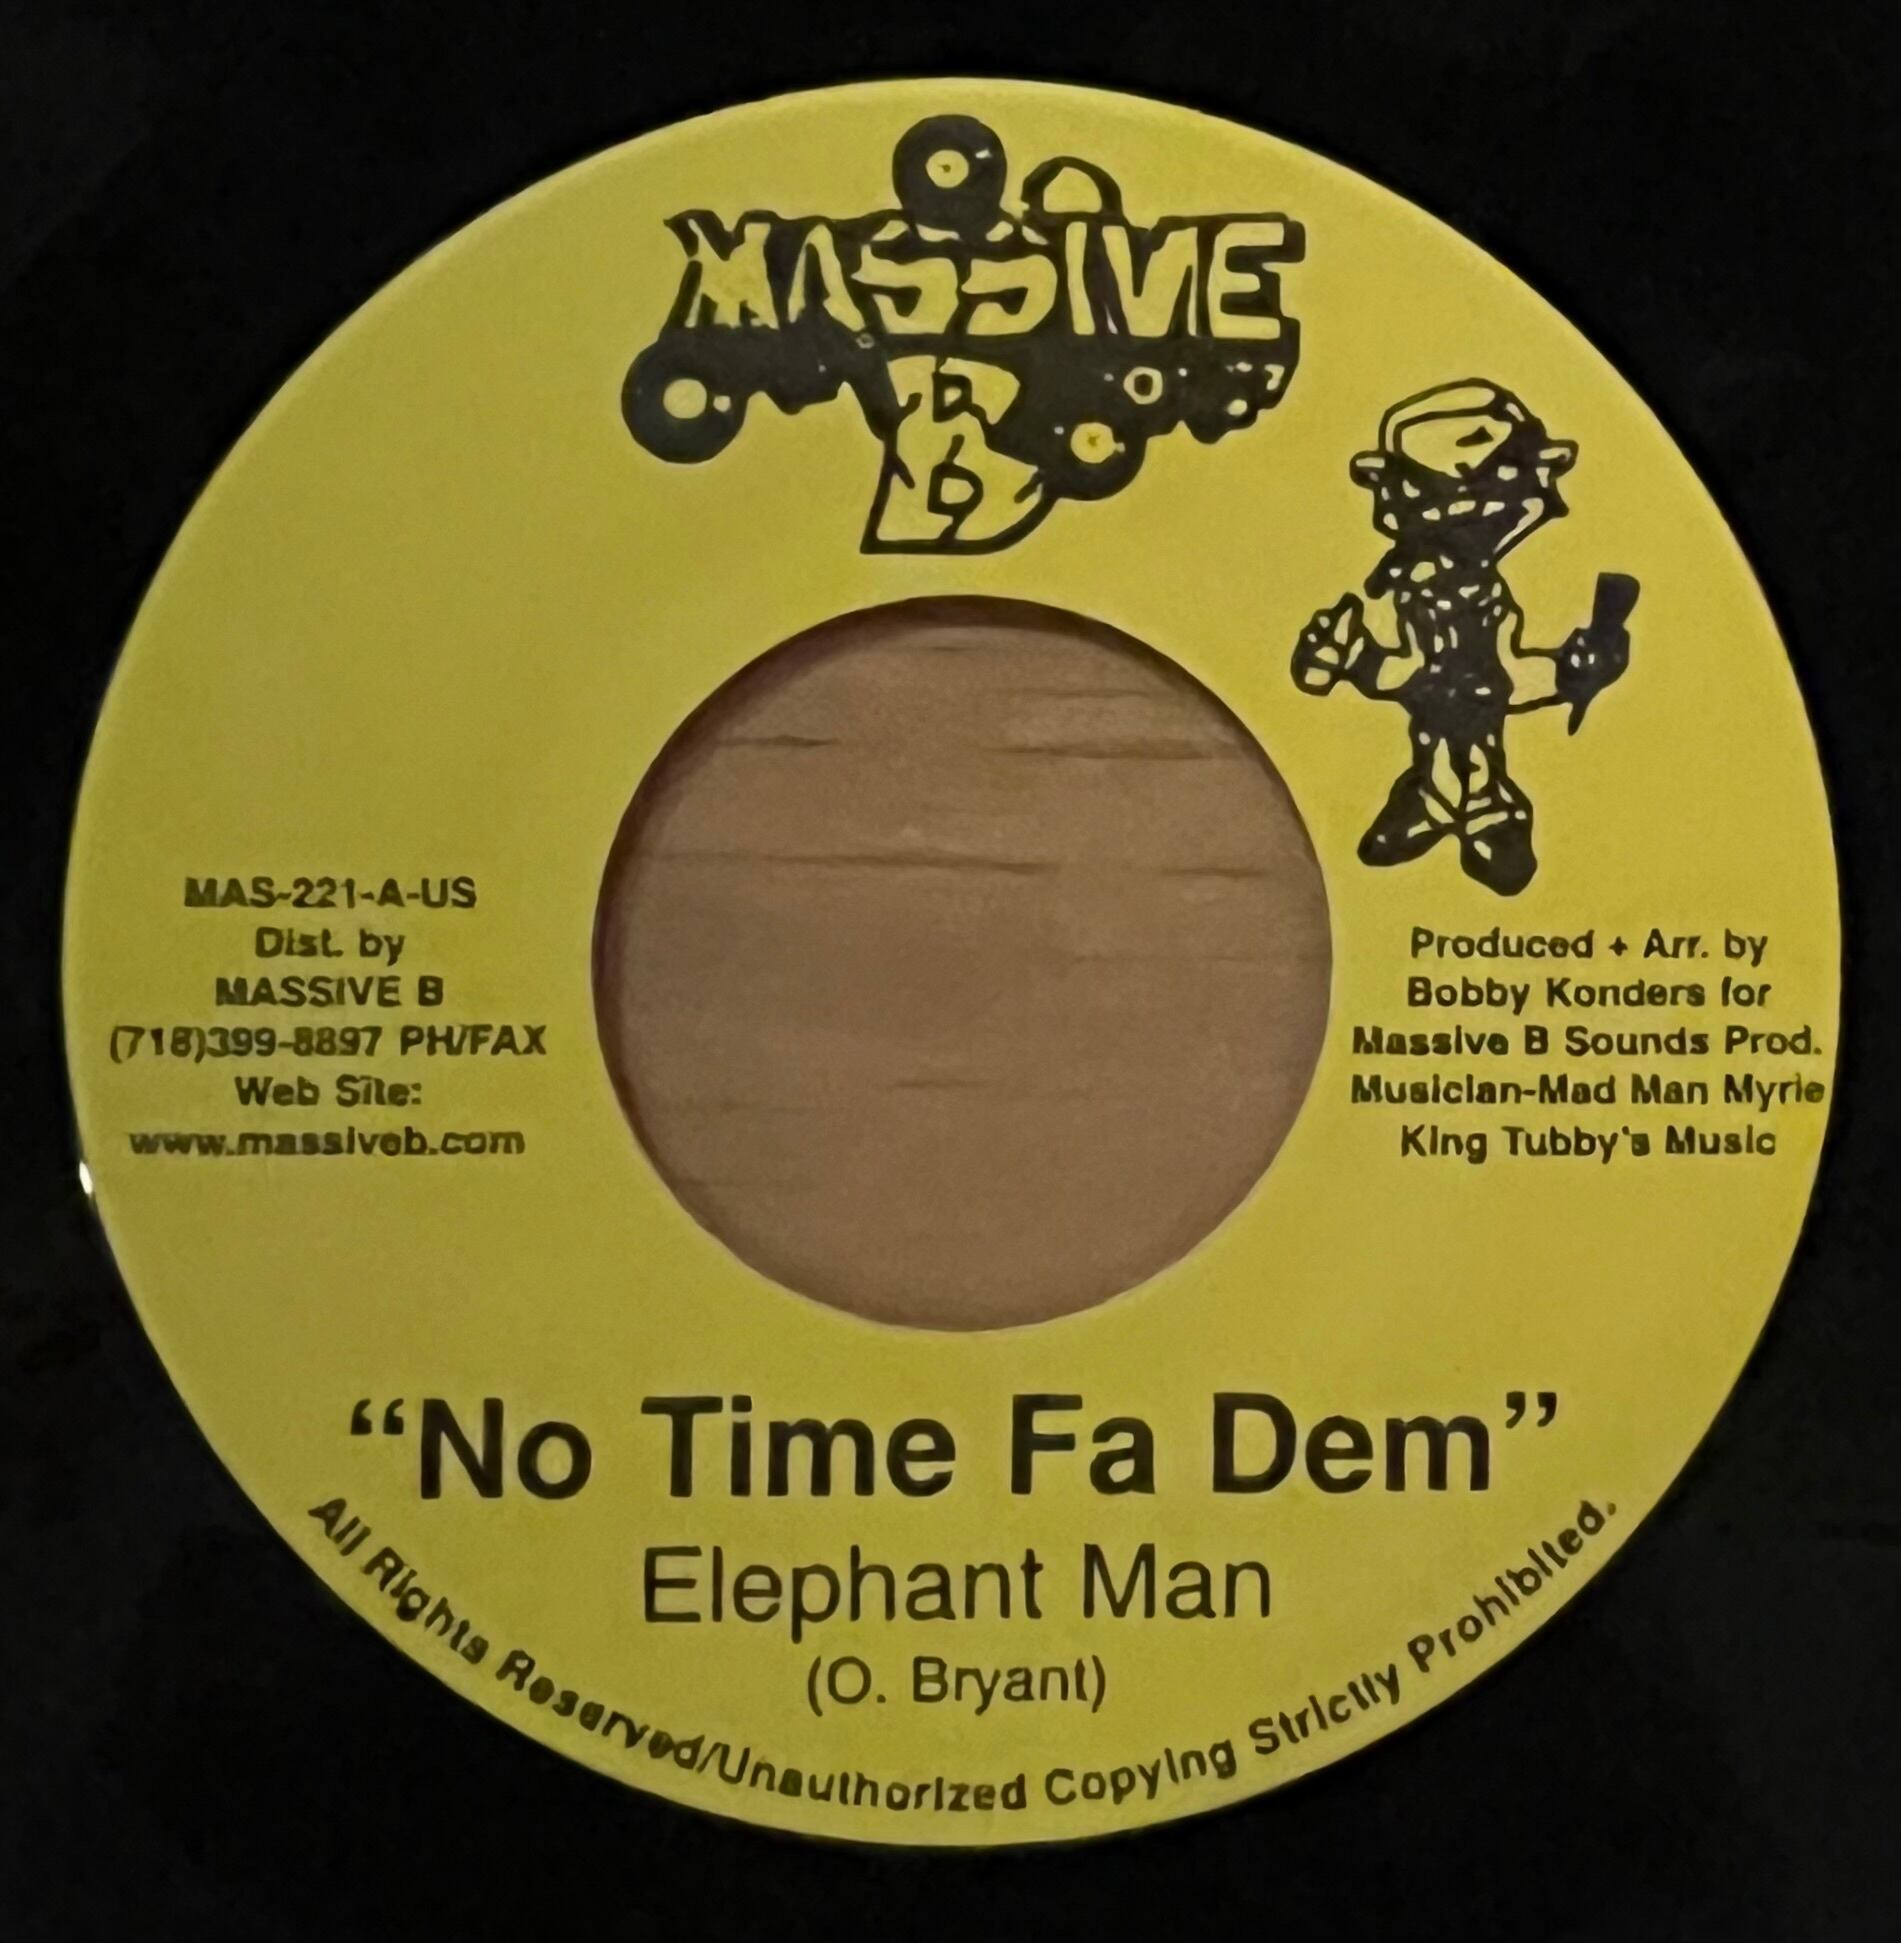 MASSIVE
B
MAS-221-A-US
Dist. by
MASSIVE B
(718)399-8897 PH/FAX
Web Site:
www.massiveb.com
Produced + Arr. by
Bobby Konders for
Massive B Sounds Prod.
Musician-Mad Man Myrie
King Tubby's Music
“No Time Fa Dem”
Elephant Man
(O. Bryant)
All Rights Reserved/Unauthorized Copying Strictly Prohibited.